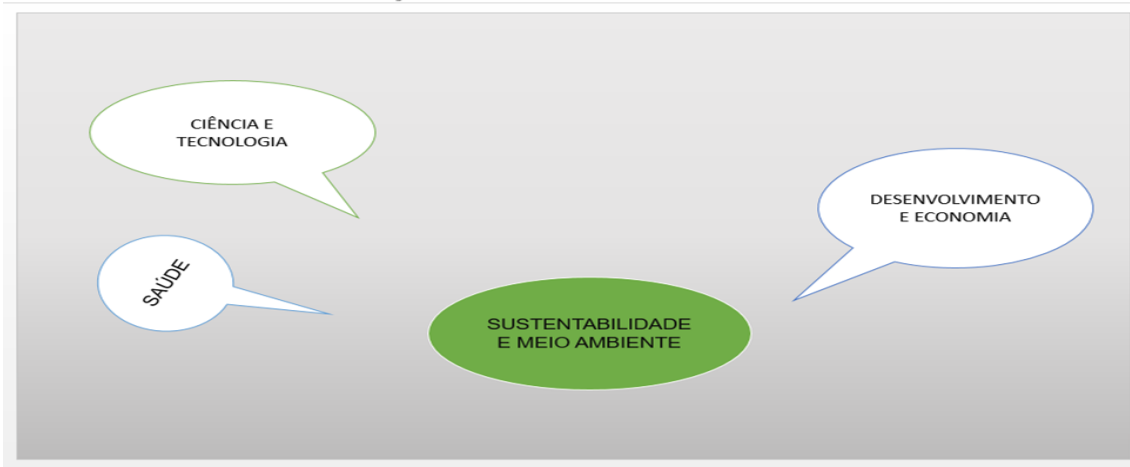 CIÊNCIA E
TECNOLOGIA
DESENVOLVIMENTO
E ECONOMIA
SAÚDE
SUSTENTABILIDADE
E MEIO AMBIENTE